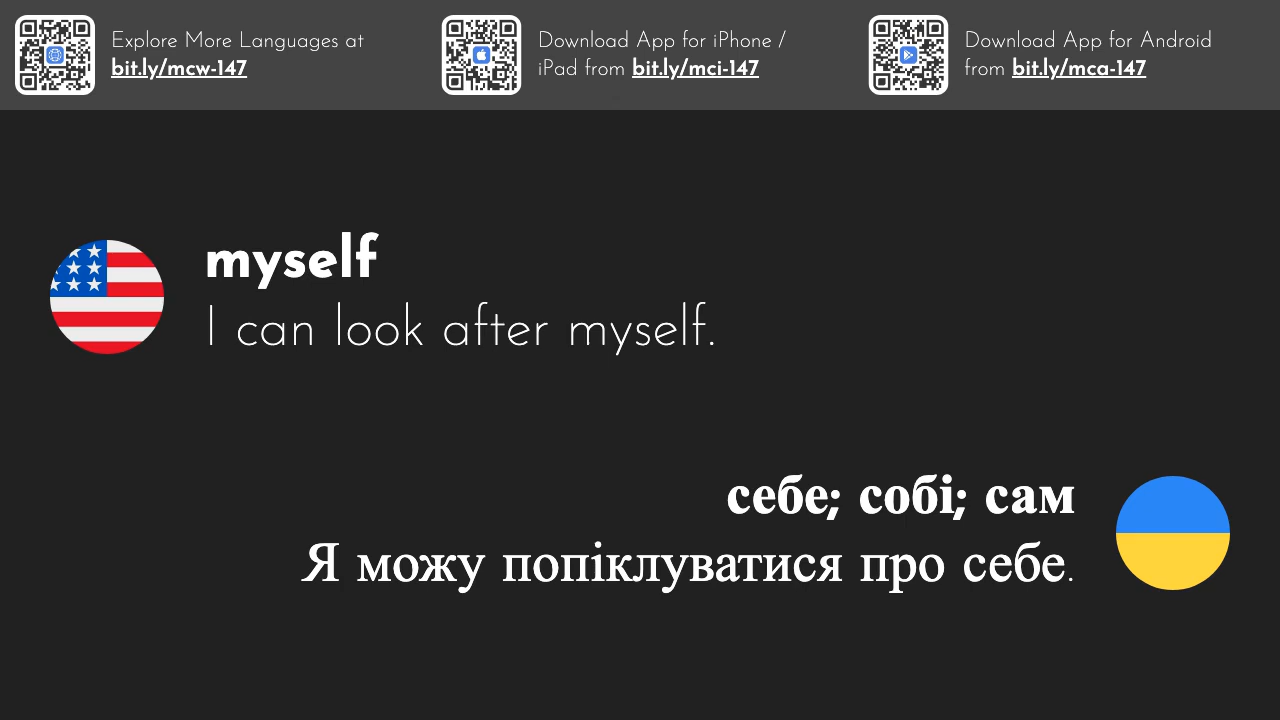 Explore More Languages at
bit.ly/mcw-147
Download App for iPhone /
iPad from bit.ly/mci-147
Download App for Android
from bit.ly/mca-147
myself
I can look after myself.
себе; собі; сам
Я можу попіклуватися про себе.